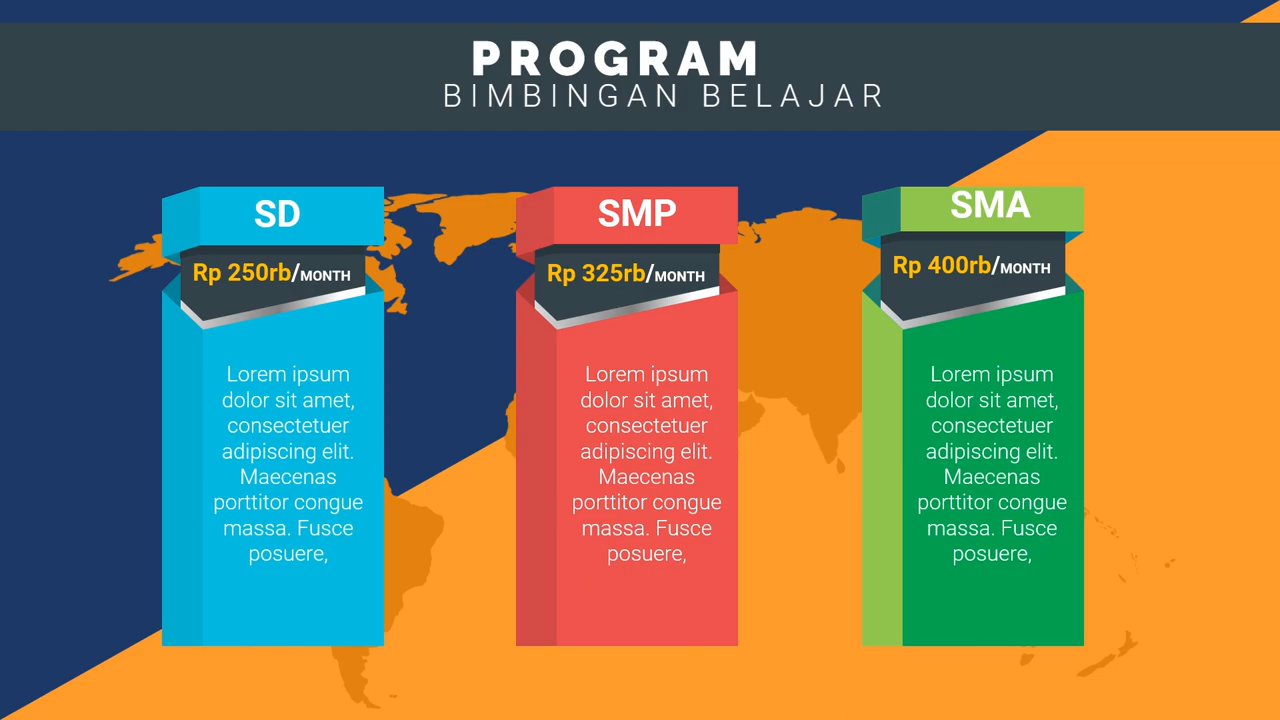 PROGRAM
BIMBINGAN BELAJAR
SD
Rp 250rb/MONTH
Lorem ipsum
dolor sit amet,
consectetuer
adipiscing elit.
Maecenas
porttitor congue
massa. Fusce
posuere,
SMP
Rp 325rb/MONTH
Lorem ipsum
dolor sit amet,
consectetuer
adipiscing elit.
Maecenas
porttitor congue
massa. Fusce
posuere,
SMA
Rp 400rb/MONTH
Lorem ipsum
dolor sit amet,
consectetuer
adipiscing elit.
Maecenas
porttitor congue
massa. Fusce
posuere,